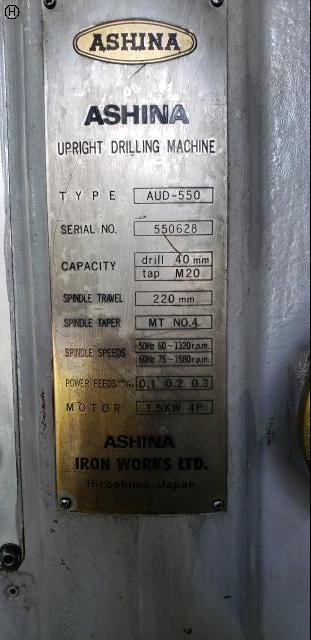 H
ASHINA
ASHINA
UPRIGHT DRILLING MACHINE
TYPE AUD-550
SERIAL NO. 550628
CAPACITY drill 40 mm
tap M20
SPINDLE TRAVEL 220 mm
SPINDLE TAPER MT NO.4
SPINDLE SPEEDS 50Hz 60~1320r.p.m.
60Hz 75~1580r.p.m.
POWER FEEDS 0.1 0.2 0.3
MOTOR 1.5KW 4P
ASHINA
IRON WORKS LTD.
Hiroshima Japan